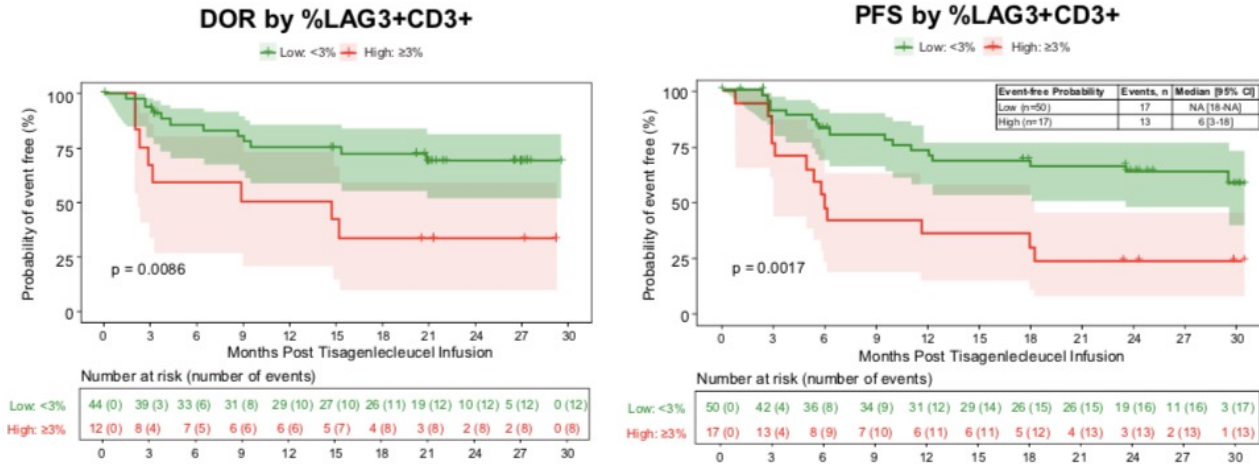 DOR by %LAG3+CD3+
Low: <3% High: ≥3%
Probability of event free (%)
100
75
50
25
0
p = 0.0086
0 3 6 9 12 15 18 21 24 27 30
Months Post Tisagenlecleucel Infusion
Number at risk (number of events)
Low: <3% 44 (0) 39 (3) 33 (6) 31 (8) 29 (10) 27 (10) 26 (11) 19 (12) 10 (12) 5 (12) 0 (12)
High: ≥3% 12 (0) 8 (4) 7 (5) 6 (6) 6 (6) 5 (7) 4 (8) 3 (8) 2 (8) 2 (8) 0 (8)
0 3 6 9 12 15 18 21 24 27 30
PFS by %LAG3+CD3+
Low: <3% High: ≥3%
Event-free Probability Events, n Median [95% CI]
Low (n=50) 17 NA [18-NA]
High (n=17) 13 6 [3-18]
Probability of event free (%)
100
75
50
25
0
p = 0.0017
0 3 6 9 12 15 18 21 24 27 30
Months Post Tisagenlecleucel Infusion
Number at risk (number of events)
Low: <3% 50 (0) 42 (4) 36 (8) 34 (9) 31 (12) 29 (14) 26 (15) 26 (15) 19 (16) 11 (16) 3 (17)
High: ≥3% 17 (0) 13 (4) 8 (9) 7 (10) 6 (11) 6 (11) 5 (12) 4 (13) 3 (13) 2 (13) 1 (13)
0 3 6 9 12 15 18 21 24 27 30